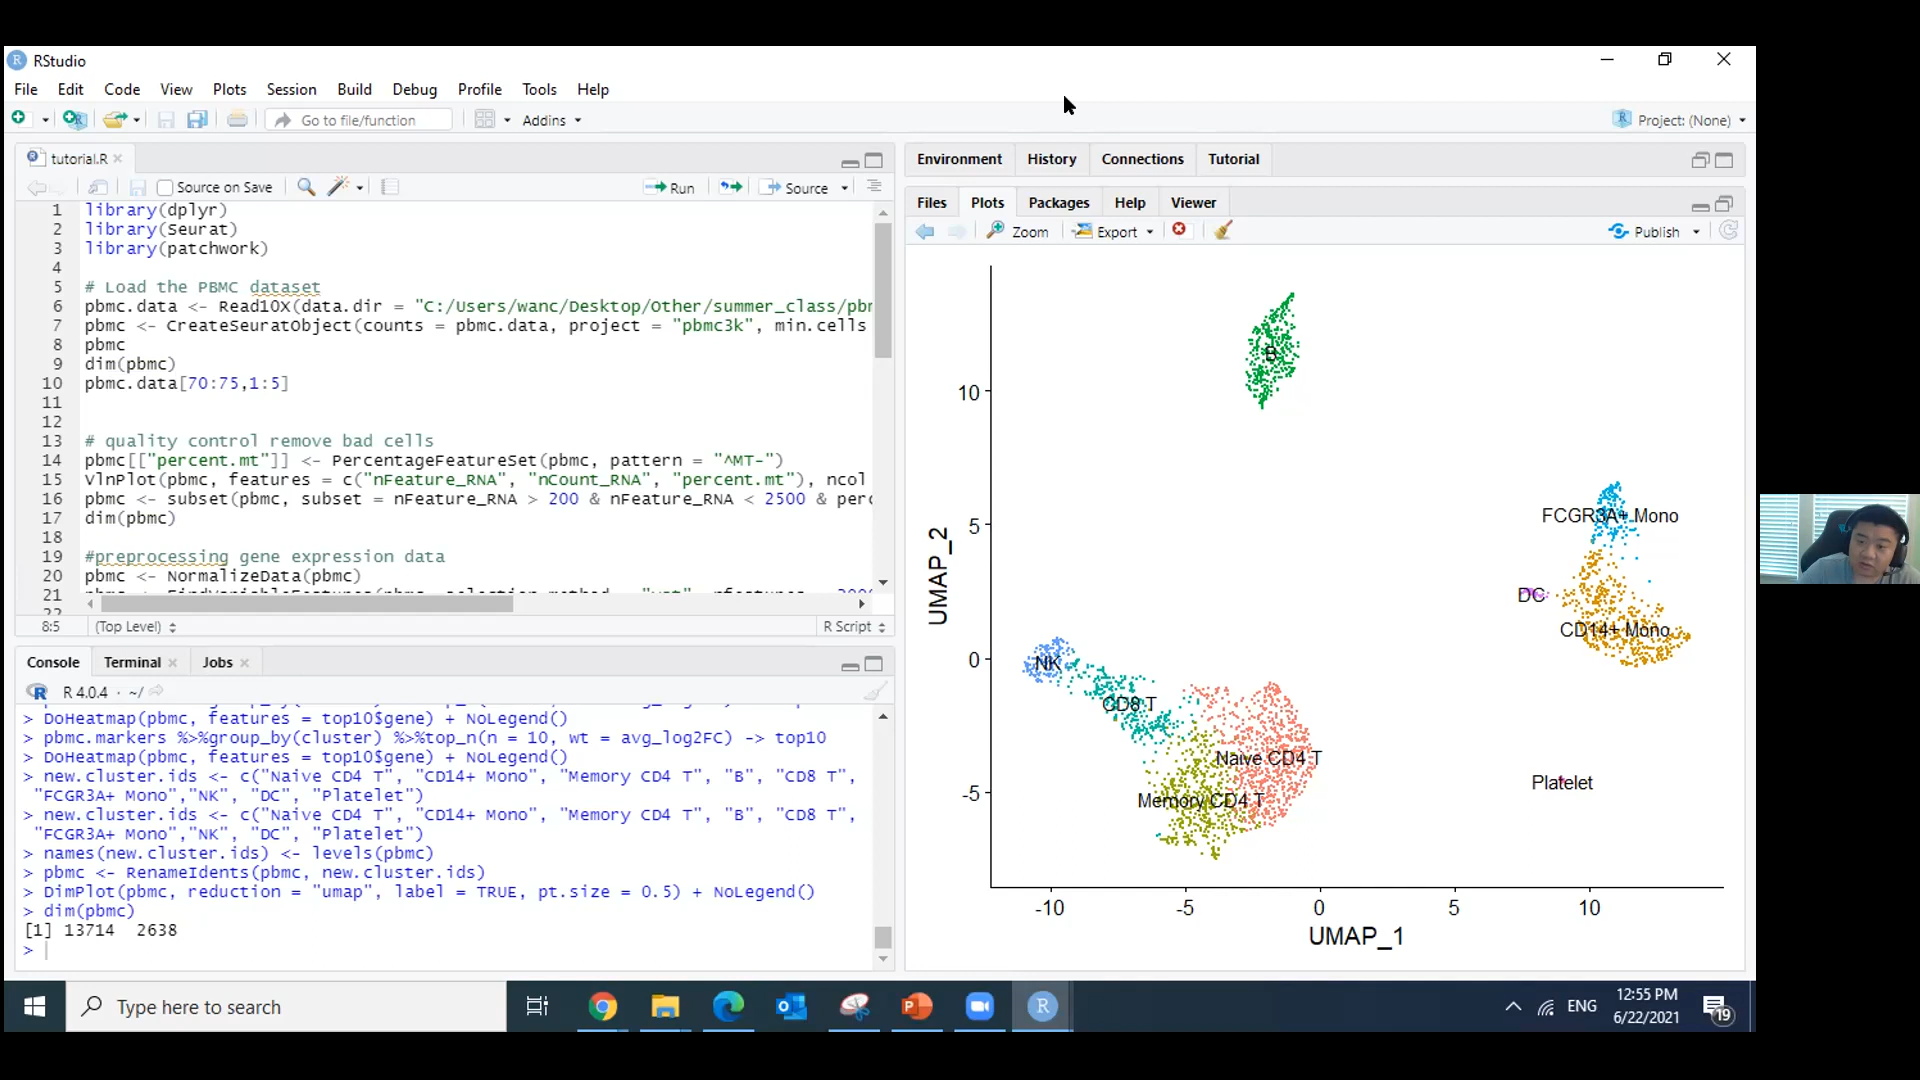 RStudio
File Edit Code View Plots Session Build Debug Profile Tools Help
Go to file/function Addins Project: (None)
tutorial.R
Source on Save Run Source
1 library(dplyr)
2 library(Seurat)
3 library(patchwork)
4
5 # Load the PBMC dataset
6 pbmc.data <- Read10X(data.dir = "C:/Users/wanc/Desktop/Other/summer_class/pbm
7 pbmc <- CreateSeuratObject(counts = pbmc.data, project = "pbmc3k", min.cells
8 pbmc
9 dim(pbmc)
10 pbmc.data[70:75,1:5]
11
12
13 # quality control remove bad cells
14 pbmc[["percent.mt"]] <- PercentageFeatureSet(pbmc, pattern = "^MT-")
15 VlnPlot(pbmc, features = c("nFeature_RNA", "nCount_RNA", "percent.mt"), ncol
16 pbmc <- subset(pbmc, subset = nFeature_RNA > 200 & nFeature_RNA < 2500 & perc
17 dim(pbmc)
18
19 #preprocessing gene expression data
20 pbmc <- NormalizeData(pbmc)
21
22
8:5 (Top Level) R Script
Console Terminal Jobs
R 4.0.4 · ~/
> DoHeatmap(pbmc, features = top10$gene) + NoLegend()
> pbmc.markers %>%group_by(cluster) %>%top_n(n = 10, wt = avg_log2FC) -> top10
> DoHeatmap(pbmc, features = top10$gene) + NoLegend()
> new.cluster.ids <- c("Naive CD4 T", "CD14+ Mono", "Memory CD4 T", "B", "CD8 T",
"FCGR3A+ Mono","NK", "DC", "Platelet")
> new.cluster.ids <- c("Naive CD4 T", "CD14+ Mono", "Memory CD4 T", "B", "CD8 T",
"FCGR3A+ Mono","NK", "DC", "Platelet")
> names(new.cluster.ids) <- levels(pbmc)
> pbmc <- RenameIdents(pbmc, new.cluster.ids)
> DimPlot(pbmc, reduction = "umap", label = TRUE, pt.size = 0.5) + NoLegend()
> dim(pbmc)
[1] 13714 2638
>
Environment History Connections Tutorial
Files Plots Packages Help Viewer
Zoom Export Publish
B
10
FCGR3A+ Mono
5
DC
CD14+ Mono
0
NK
CD8 T
Naive CD4 T
Platelet
-5
Memory CD4 T
UMAP_2
-10 -5 0 5 10
UMAP_1
Type here to search
ENG
12:55 PM
6/22/2021
19